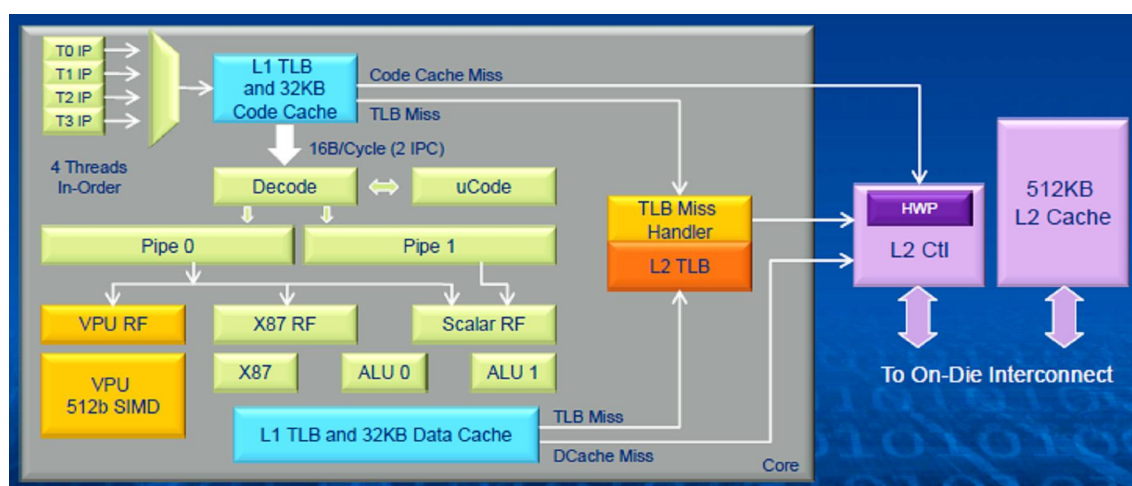 T0 IP
T1 IP
T2 IP
T3 IP
4 Threads
In-Order
L1 TLB
and 32KB
Code Cache
Code Cache Miss
TLB Miss
16B/Cycle (2 IPC)
Decode
uCode
Pipe 0
Pipe 1
VPU RF
X87 RF
Scalar RF
VPU
512b SIMD
X87
ALU 0
ALU 1
L1 TLB and 32KB Data Cache
TLB Miss
DCache Miss
Core
TLB Miss
Handler
L2 TLB
HWP
L2 Ctl
512KB
L2 Cache
To On-Die Interconnect